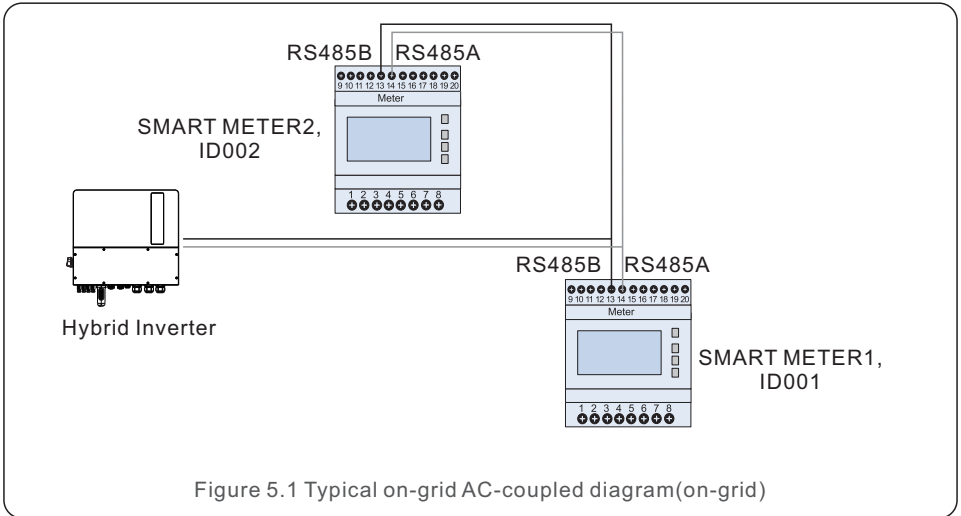 RS485B RS485A
9 10 11 12 13 14 15 16 17 18 19 20
Meter
SMART METER2,
ID002
1 2 3 4 5 6 7 8
Hybrid Inverter
RS485B RS485A
9 10 11 12 13 14 15 16 17 18 19 20
Meter
SMART METER1,
ID001
1 2 3 4 5 6 7 8
Figure 5.1 Typical on-grid AC-coupled diagram(on-grid)